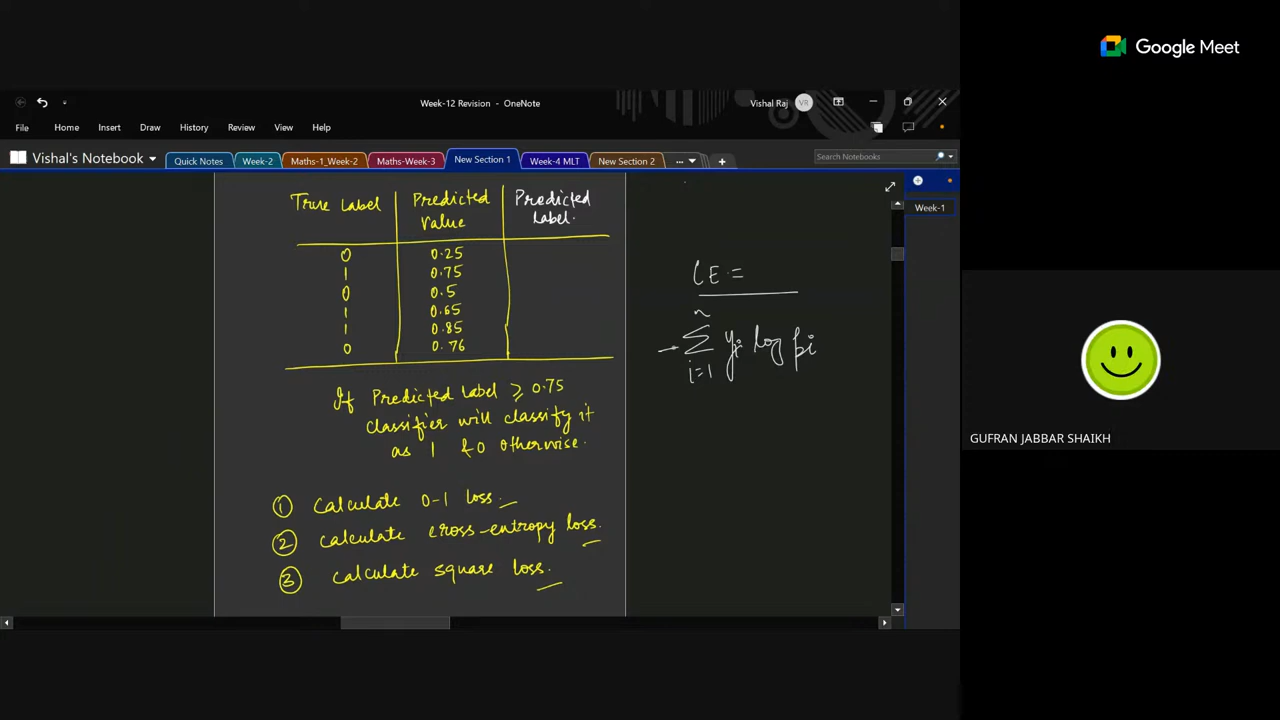 Google Meet
Week-12 Revision - OneNote
Vishal Raj
VR
File Home Insert Draw History Review View Help
Vishal's Notebook
Quick Notes
Week-2
Maths-1_Week-2
Maths-Week-3
New Section 1
Week-4 MLT
New Section 2
...
Search Notebooks
Week-1
True Label Predicted Value Predicted Label.
0 0.25
1 0.75
0 0.5
1 0.65
1 0.85
0 0.76
If Predicted Label ≥ 0.75
classifier will classify it
as 1 & 0 otherwise.
① Calculate 0-1 loss.
② Calculate cross-entropy loss.
③ Calculate square loss.
CE =
n
- Σ yi log pi
i=1
GUFRAN JABBAR SHAIKH